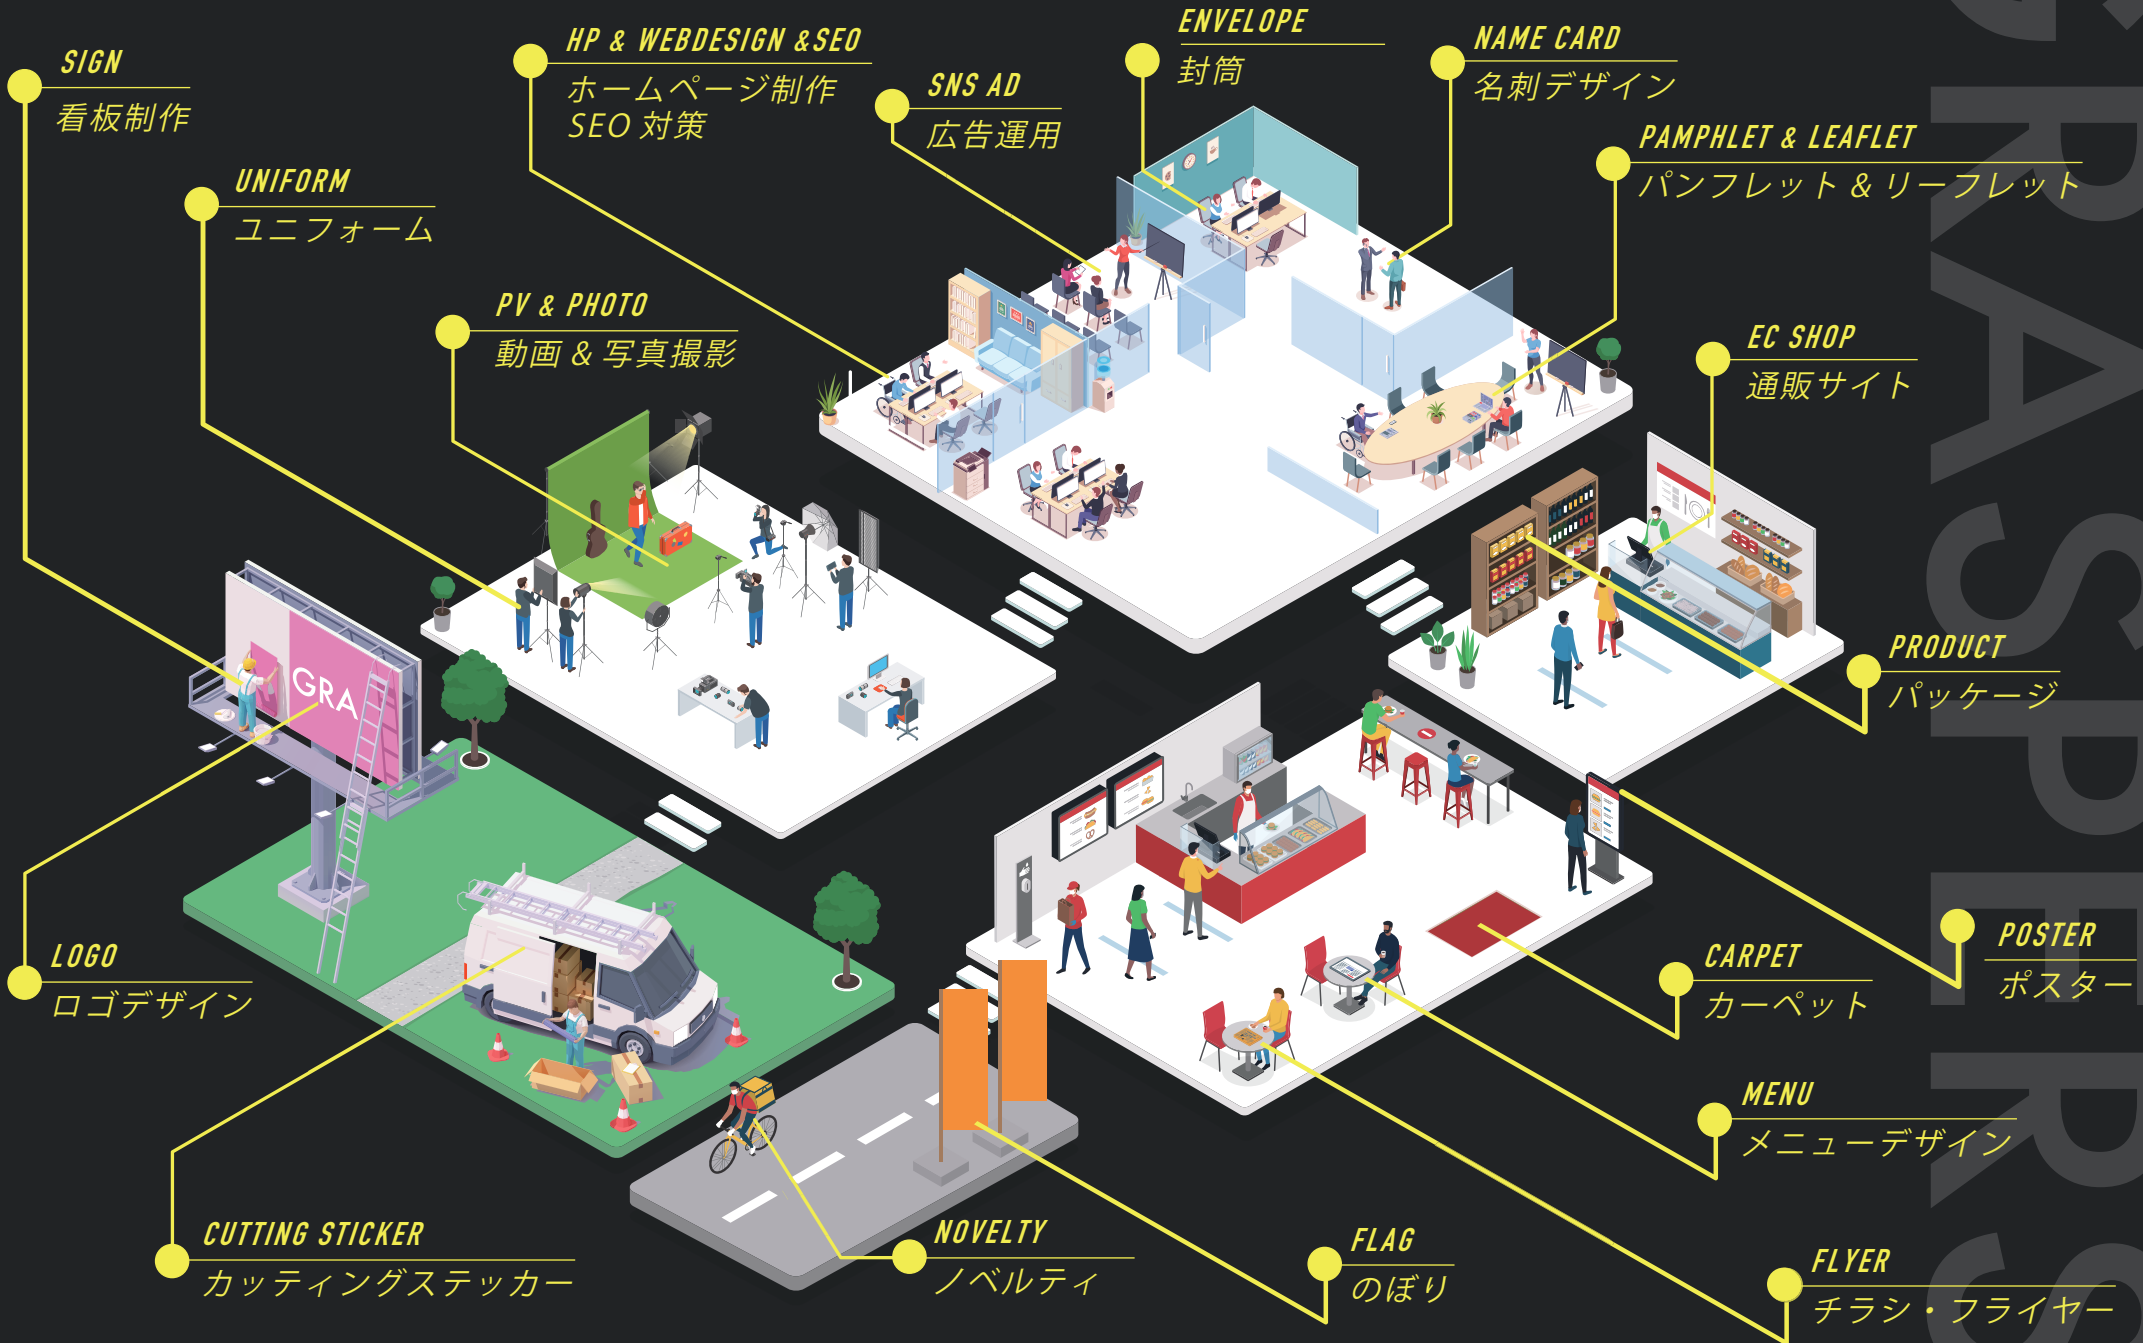 SIGN
看板制作
UNIFORM
ユニフォーム
PV & PHOTO
動画 & 写真撮影
HP & WEBDESIGN &SEO
ホームページ制作
SEO 対策
SNS AD
広告運用
ENVELOPE
封筒
NAME CARD
名刺デザイン
PAMPHLET & LEAFLET
パンフレット & リーフレット
EC SHOP
通販サイト
PRODUCT
パッケージ
POSTER
ポスター
CARPET
カーペット
MENU
メニューデザイン
FLYER
チラシ・フライヤー
FLAG
のぼり
NOVELTY
ノベルティ
CUTTING STICKER
カッティングステッカー
LOGO
ロゴデザイン
GRA
GRASPERS